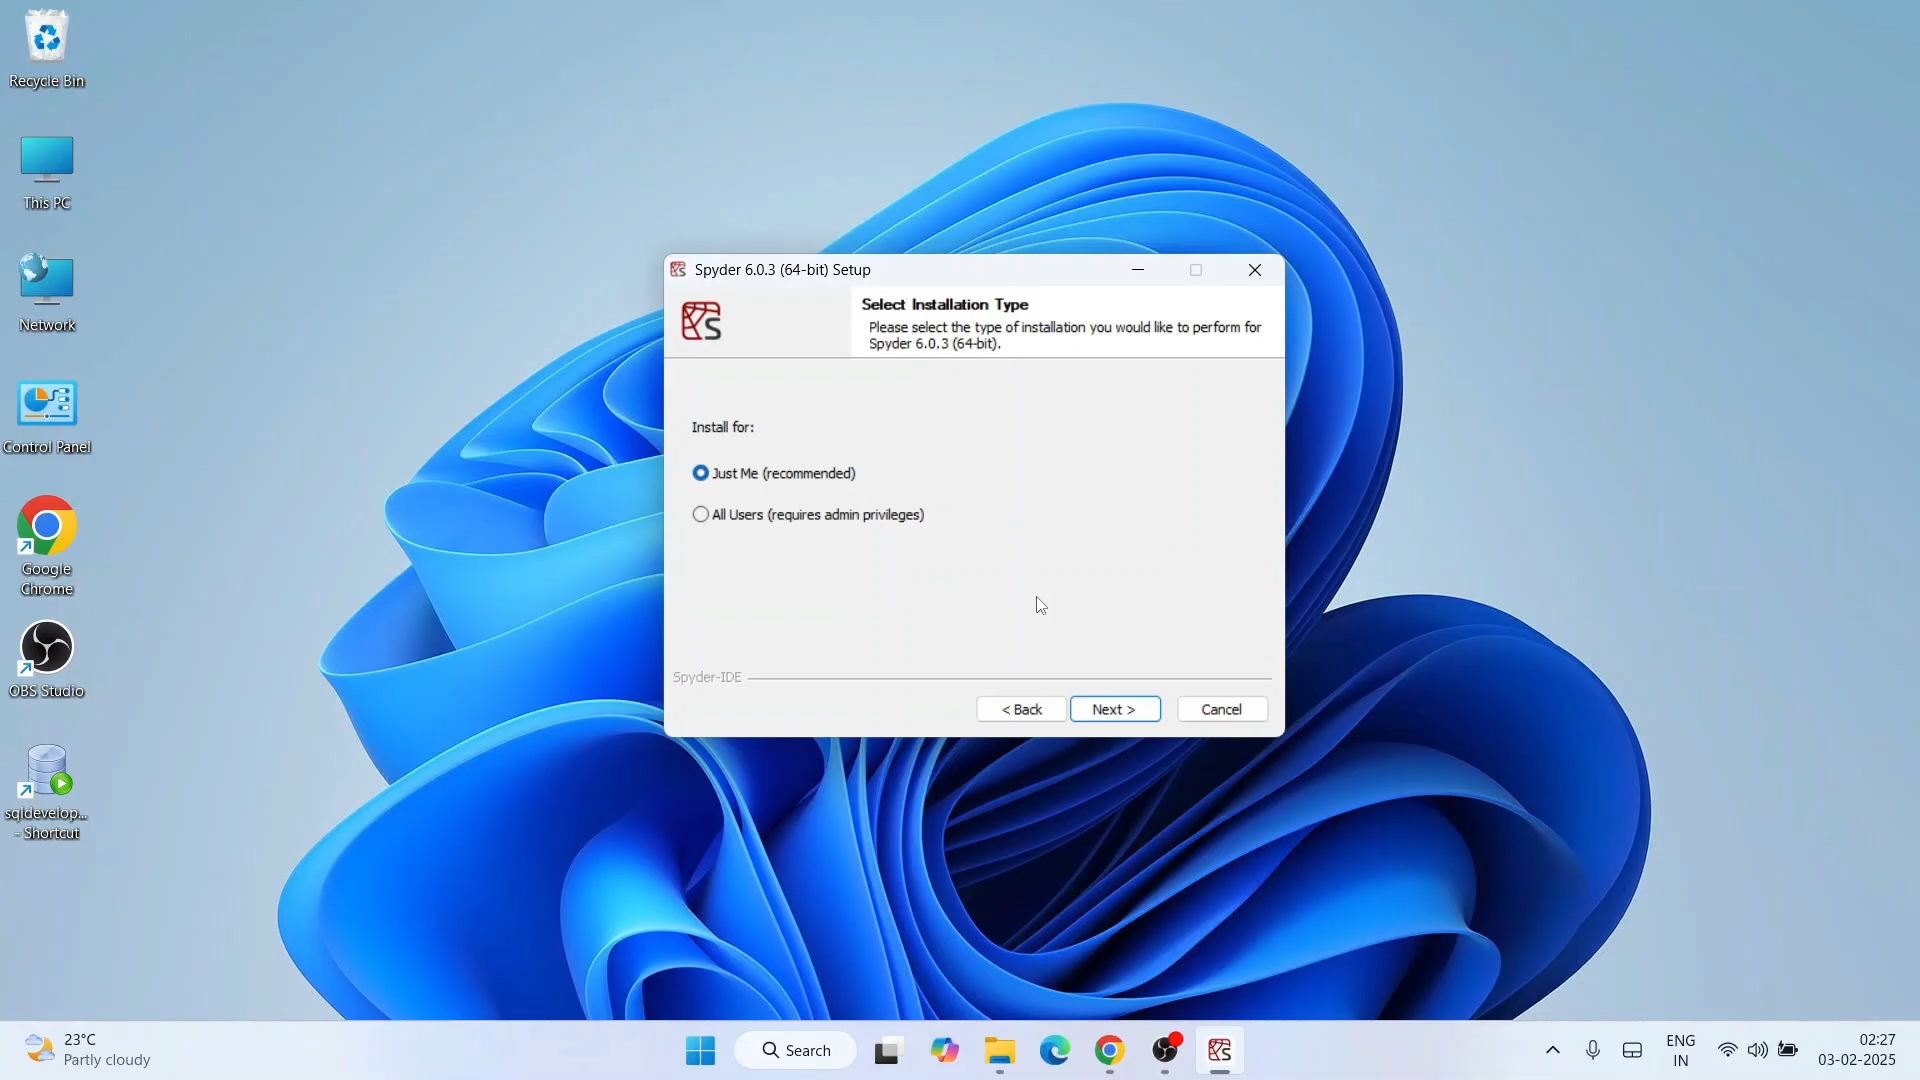 Recycle Bin
This PC
Network
Control Panel
Google
Chrome
OBS Studio
sqldevelop...
- Shortcut
Spyder 6.0.3 (64-bit) Setup
S
Select Installation Type
Please select the type of installation you would like to perform for
Spyder 6.0.3 (64-bit).
Install for:
Just Me (recommended)
All Users (requires admin privileges)
Spyder-IDE
< Back
Next >
Cancel
23°C
Partly cloudy
Search
ENG
IN
02:27
03-02-2025